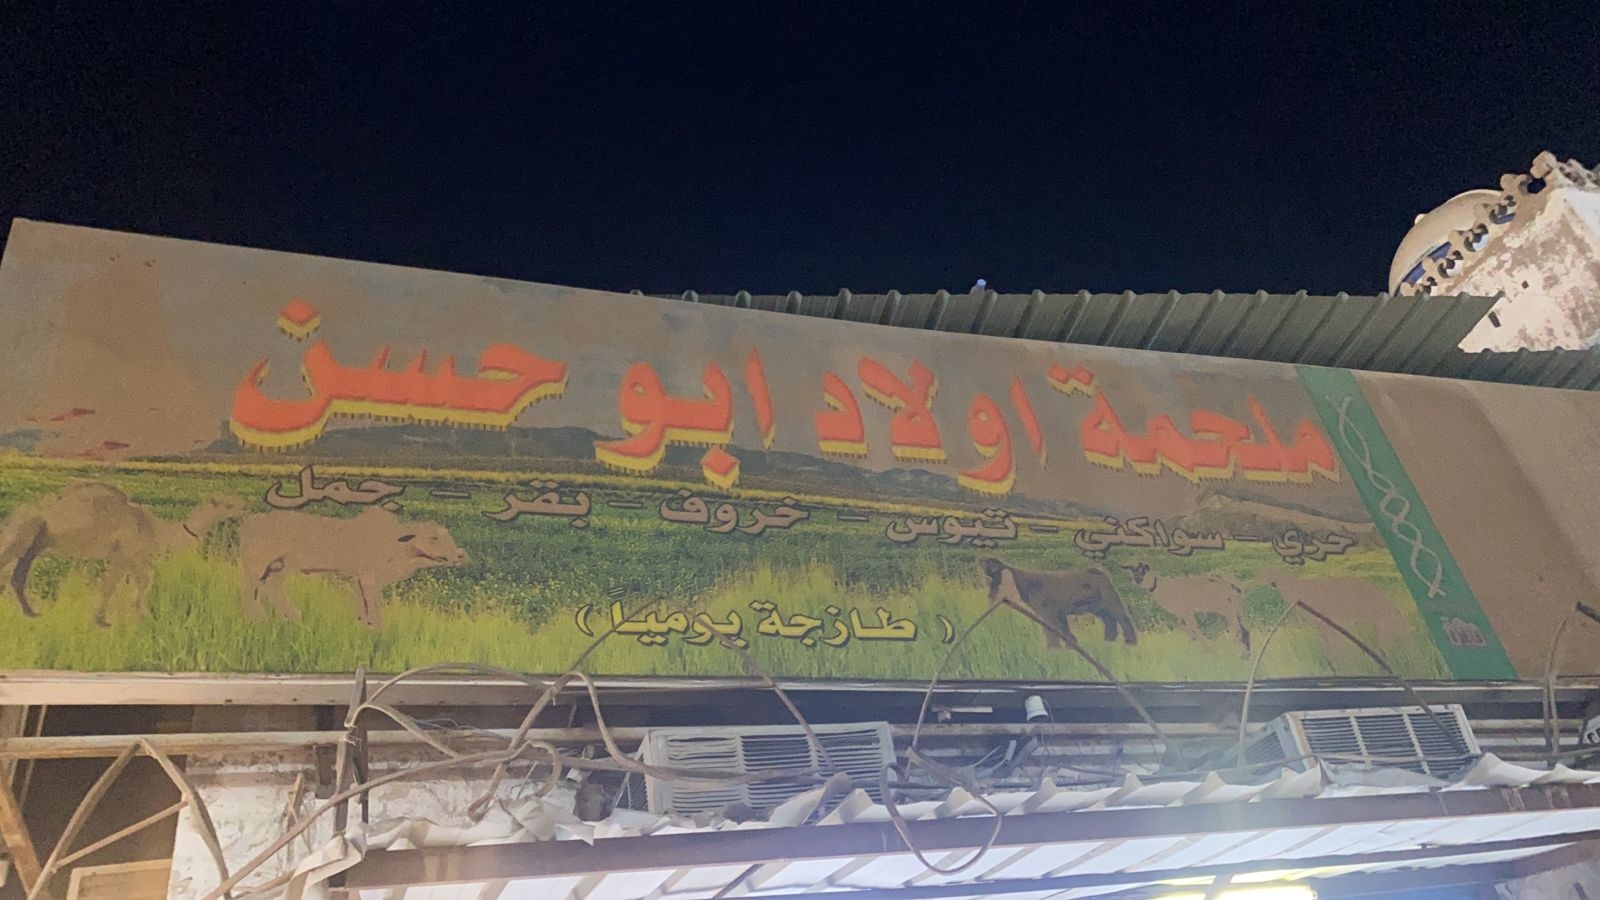 ملحمة اولاد ابو حسن
حري - سواكني - تيوس - خروف - بقر - جمل
( طازجة يومياً )